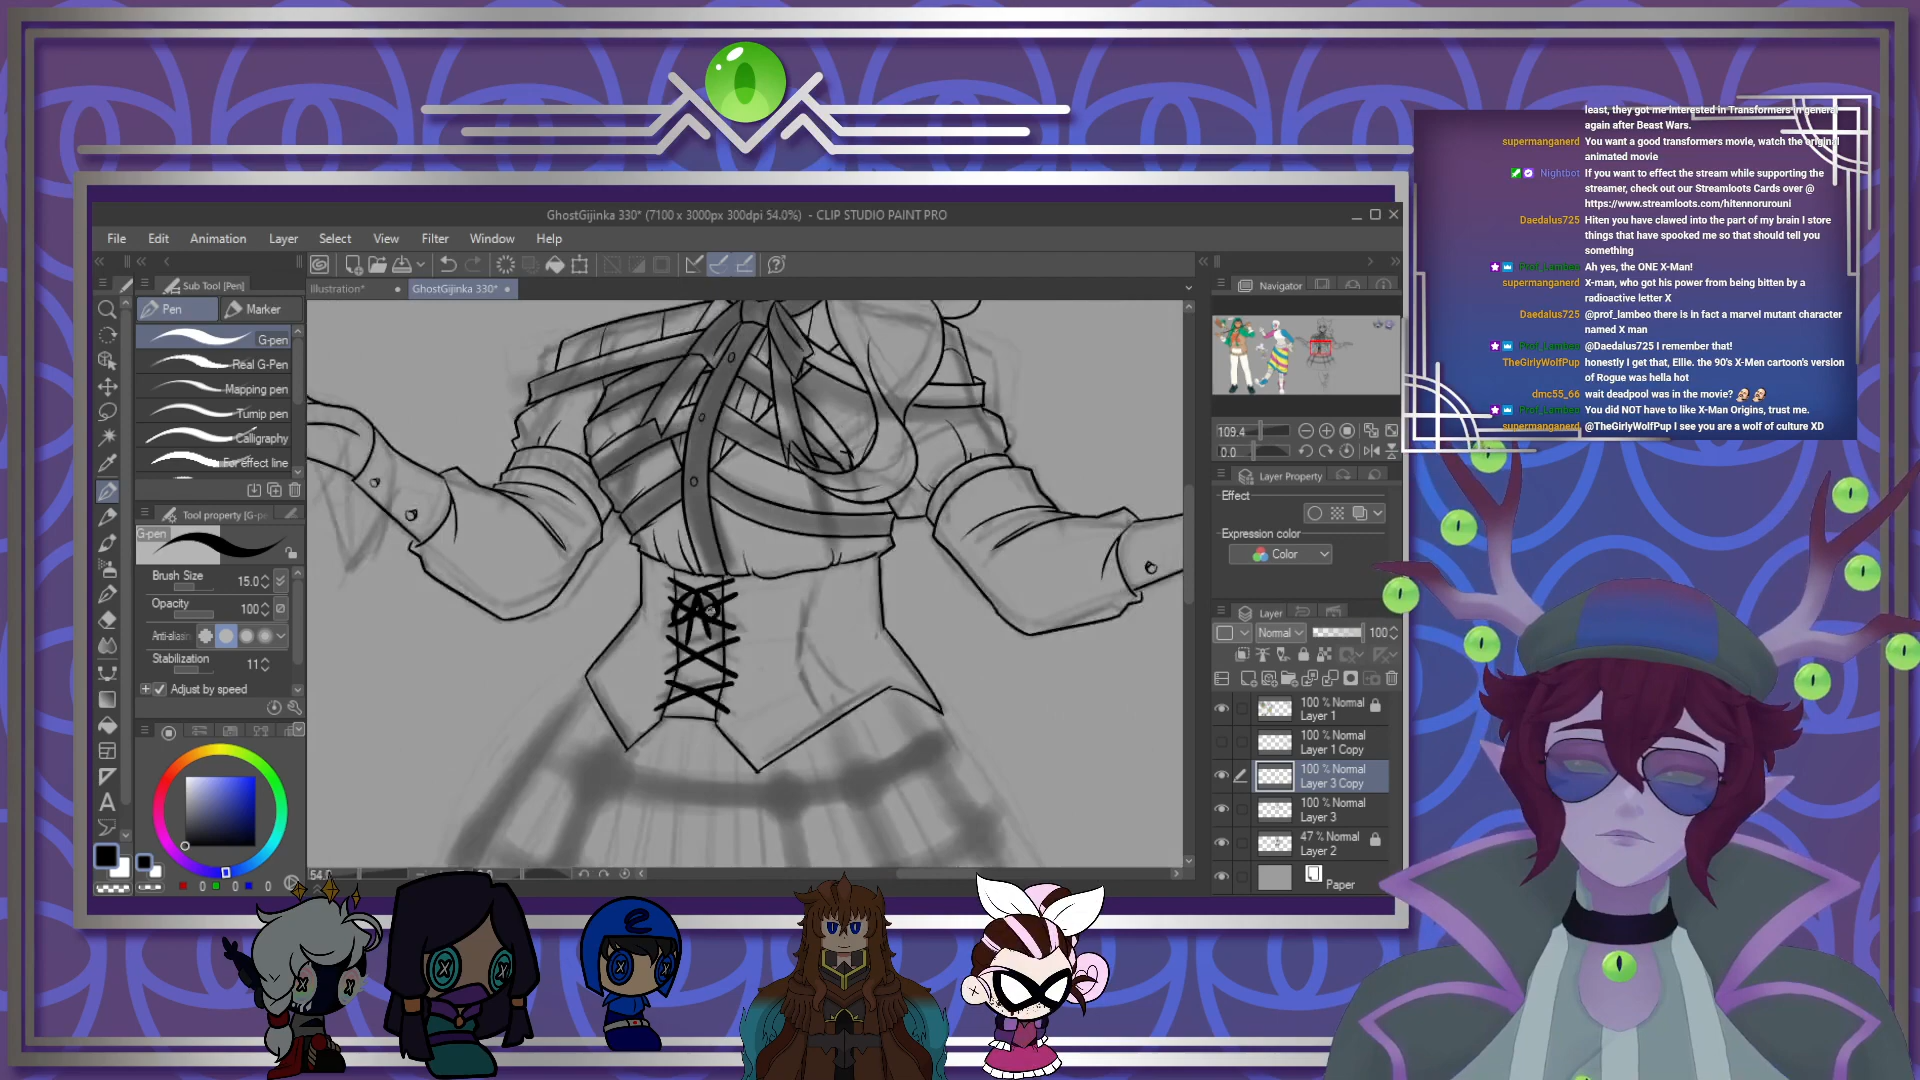 GhostGijinka 330* (7100 x 3000px 300dpi 54.0%) - CLIP STUDIO PAINT PRO
File Edit Animation Layer Select View Filter Window Help
Sub Tool [Pen]
Illustration*
GhostGijinka 330*
Pen
Marker
G-pen
Real G-Pen
Mapping pen
Turnip pen
Calligraphy
For effect line
Tool property [G-pe
G-pen
Brush Size 15.0
Opacity 100
Anti-aliasin
Stabilization 11
Adjust by speed
0 0 0
A
54.0
Navigator
109.4
0.0
Layer Property
Effect
Expression color
Color
Layer
Normal 100
100 % Normal
Layer 1
100 % Normal
Layer 1 Copy
100 % Normal
Layer 3 Copy
100 % Normal
Layer 3
47 % Normal
Layer 2
Paper
least, they got me interested in Transformers in general
again after Beast Wars.
supermanganerd You want a good transformers movie, watch the original
animated movie
Nightbot If you want to effect the stream while supporting the
streamer, check out our Streamloots Cards over @
https://www.streamloots.com/hitennorurouni
Daedalus725 Hiten you have clawed into the part of my brain I store
things that have spooked me so that should tell you
something
Prof_Lambeo Ah yes, the ONE X-Man!
supermanganerd X-man, who got his power from being bitten by a
radioactive letter X
Daedalus725 @prof_lambeo there is in fact a marvel mutant character
named X man
Prof_Lambeo @Daedalus725 I remember that!
TheGirlyWolfPup honestly I get that, Ellie. the 90's X-Men cartoon's version
of Rogue was hella hot
dmc55_66 wait deadpool was in the movie?
Prof_Lambeo You did NOT have to like X-Man Origins, trust me.
supermanganerd @TheGirlyWolfPup I see you are a wolf of culture XD
e